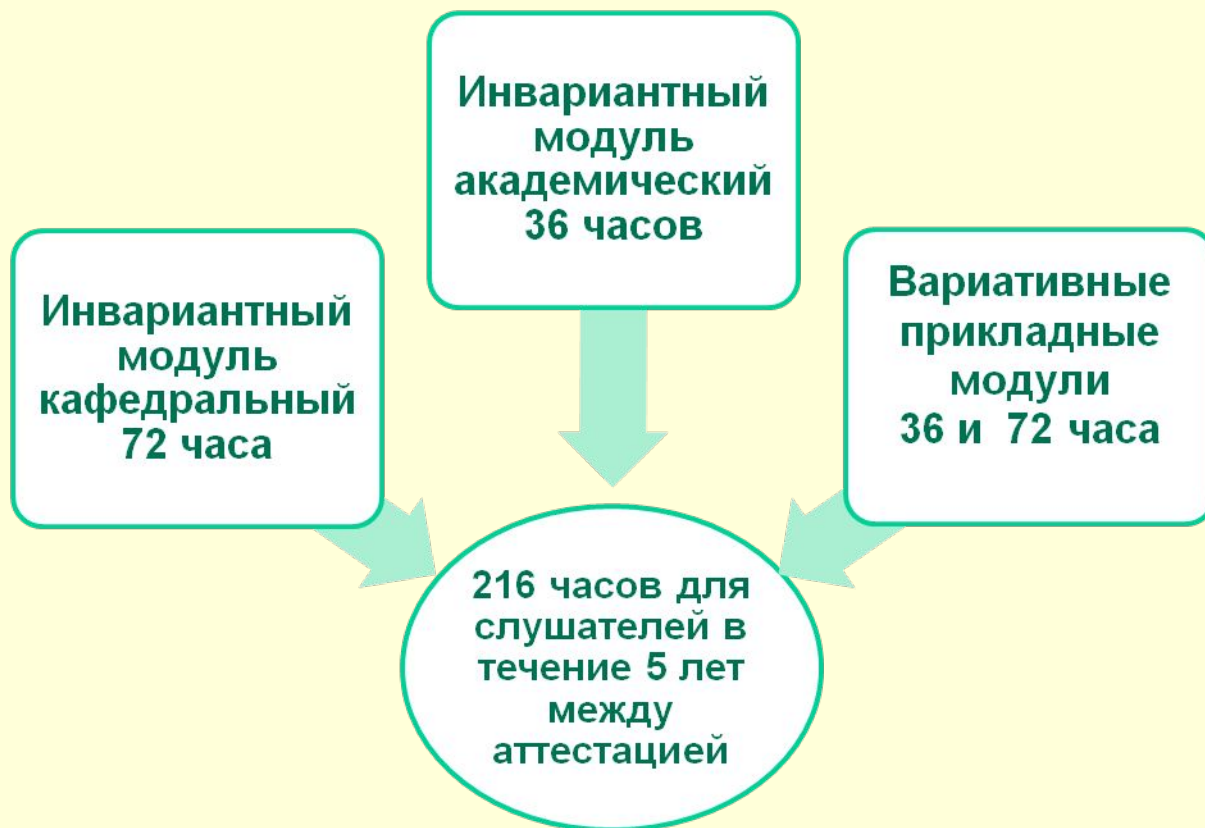 Инвариантный
модуль
академический
36 часов
Инвариантный
модуль
кафедральный
72 часа
Вариативные
прикладные
модули
36 и 72 часа
216 часов для
слушателей в
течение 5 лет
между
аттестацией